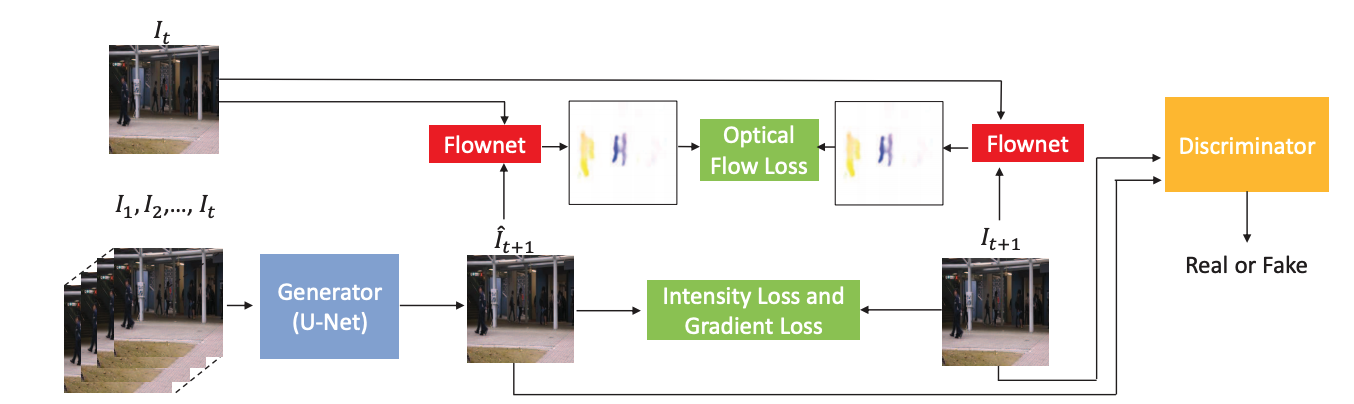 I_t
Flownet
Optical
Flow Loss
Flownet
Discriminator
I_1, I_2,..., I_t
Î_{t+1}
I_{t+1}
Real or Fake
Generator
(U-Net)
Intensity Loss and
Gradient Loss